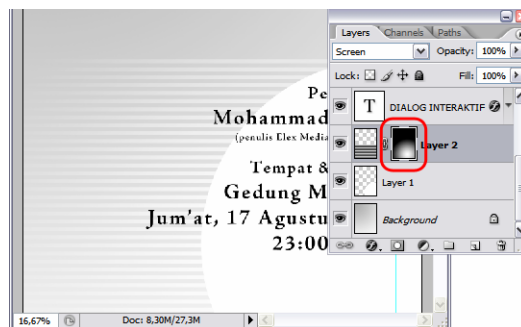 Layers Channels Paths
Screen Opacity: 100%
Lock: Fill: 100%
T DIALOG INTERAKTIF
Layer 2
Layer 1
Background
Pe
Mohammad
(penulis Elex Media
Tempat &
Gedung M
Jum'at, 17 Agustu
23:00
16,67% Doc: 8,30M/27,3M